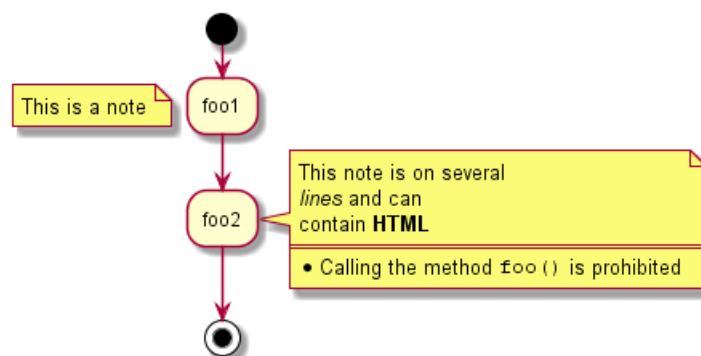 This is a note
foo1
This note is on several
lines and can
contain HTML
foo2
• Calling the method foo() is prohibited